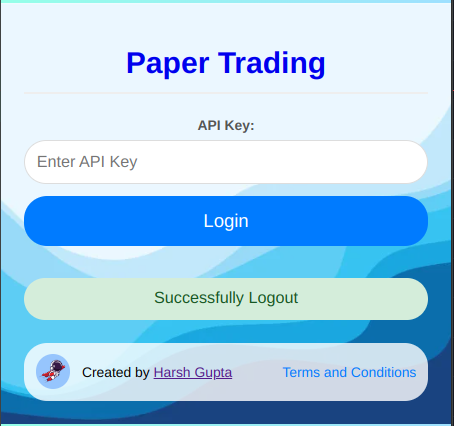 Paper Trading
API Key:
Enter API Key
Login
Successfully Logout
Created by Harsh Gupta Terms and Conditions